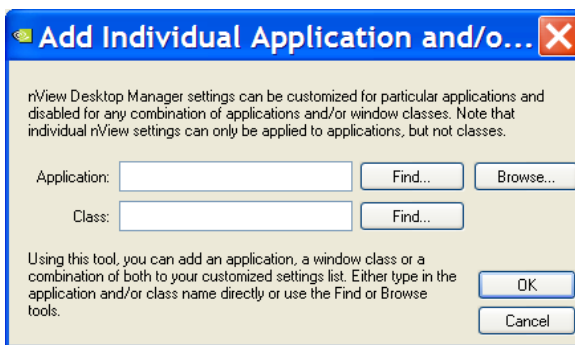 Add Individual Application and/o...
nView Desktop Manager settings can be customized for particular applications and
disabled for any combination of applications and/or window classes. Note that
individual nView settings can only be applied to applications, but not classes.
Application: Find... Browse...
Class: Find...
Using this tool, you can add an application, a window class or a
combination of both to your customized settings list. Either type in the
application and/or class name directly or use the Find or Browse
tools.
OK
Cancel